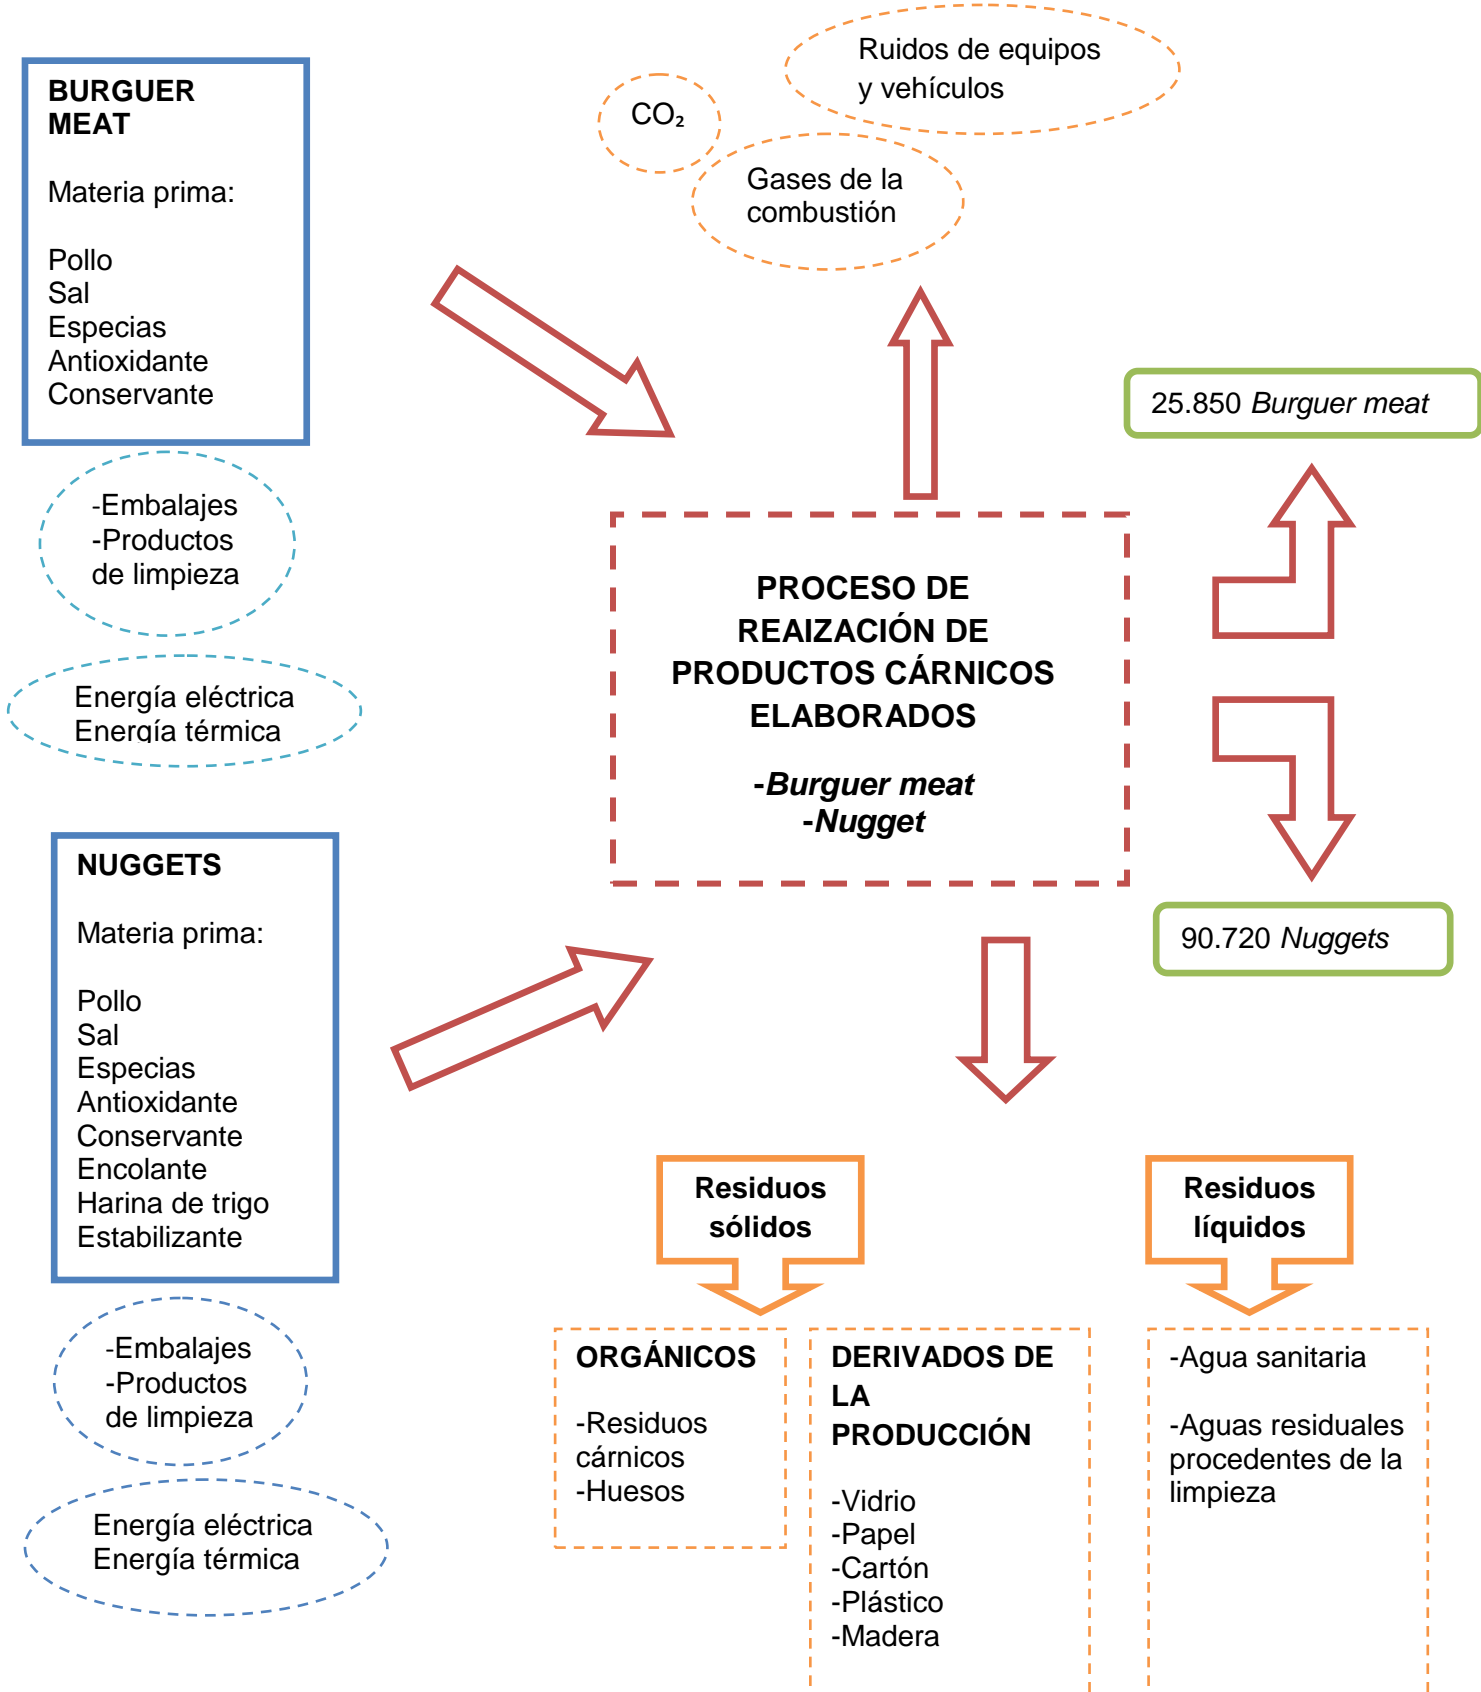 BURGUER
MEAT
Materia prima:
Pollo
Sal
Especias
Antioxidante
Conservante
-Embalajes
-Productos
de limpieza
Energía eléctrica
Energía térmica
NUGGETS
Materia prima:
Pollo
Sal
Especias
Antioxidante
Conservante
Encolante
Harina de trigo
Estabilizante
-Embalajes
-Productos
de limpieza
Energía eléctrica
Energía térmica
Ruidos de equipos
y vehículos
CO₂
Gases de la
combustión
PROCESO DE
REAIZACIÓN DE
PRODUCTOS CÁRNICOS
ELABORADOS
-Burguer meat
-Nugget
25.850 Burguer meat
90.720 Nuggets
Residuos
sólidos
ORGÁNICOS
-Residuos
cárnicos
-Huesos
DERIVADOS DE
LA
PRODUCCIÓN
-Vidrio
-Papel
-Cartón
-Plástico
-Madera
Residuos
líquidos
-Agua sanitaria
-Aguas residuales
procedentes de la
limpieza